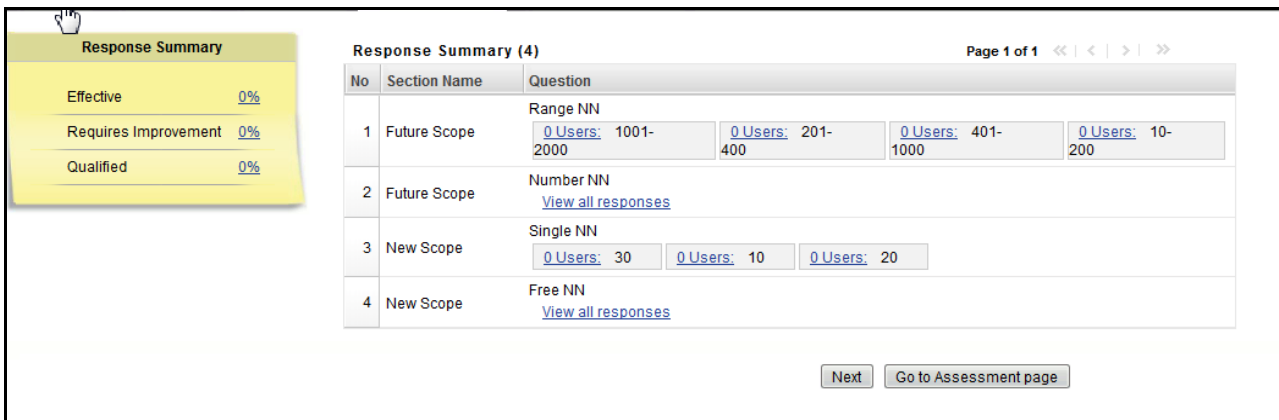 Response Summary
Effective 0%
Requires Improvement 0%
Qualified 0%
Response Summary (4) Page 1 of 1
No Section Name Question
1 Future Scope
Range NN
0 Users: 1001-2000
0 Users: 201-400
0 Users: 401-1000
0 Users: 10-200
2 Future Scope
Number NN
View all responses
3 New Scope
Single NN
0 Users: 30 0 Users: 10 0 Users: 20
4 New Scope
Free NN
View all responses
Next Go to Assessment page